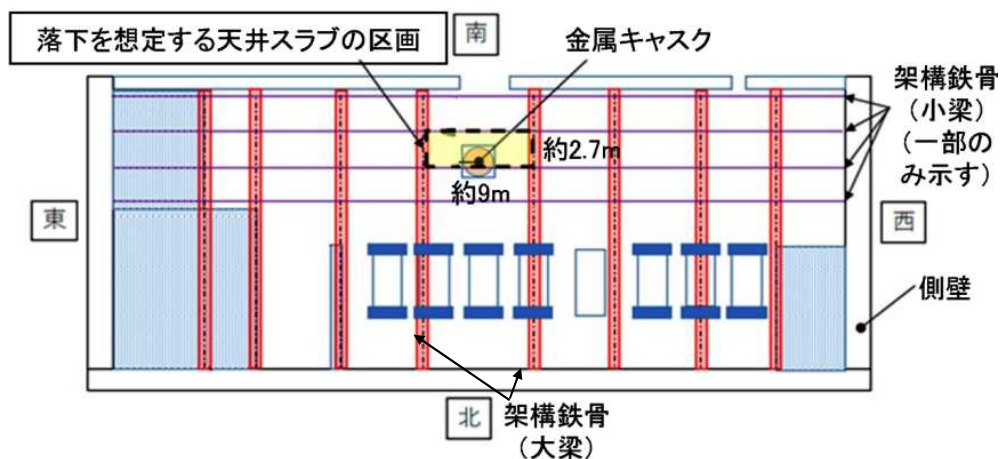 落下を想定する天井スラブの区画
南
金属キャスク
架構鉄骨
(小梁)
(一部の
み示す)
約2.7m
約9m
東
西
側壁
北
架構鉄骨
(大梁)